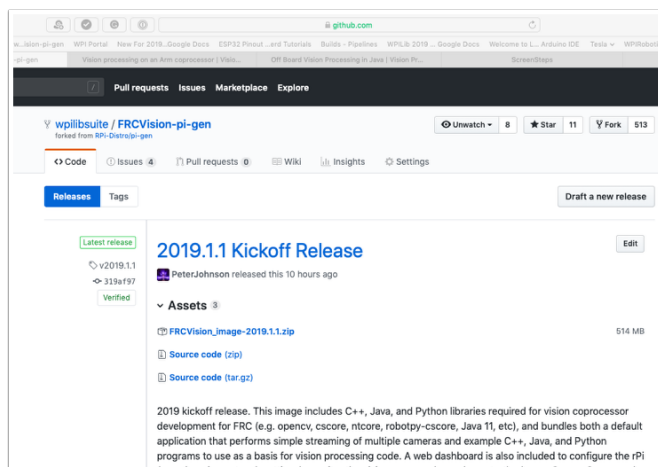 github.com
w...ision-pi-gen WPI Portal New For 2019...Google Docs ESP32 Pinout ...erd Tutorials Builds - Pipelines WPILib 2019 ... Google Docs Welcome to L... Arduino IDE Tesla WPIRoboti
-pi-gen Vision processing on an Arm coprocessor | Visio... Off Board Vision Processing in Java | Vision Pr... ScreenSteps
/ Pull requests Issues Marketplace Explore
wpilibsuite / FRCVision-pi-gen Unwatch 8 Star 11 Fork 513
forked from RPi-Distro/pi-gen
Code Issues 4 Pull requests 0 Wiki Insights Settings
Releases Tags Draft a new release
Latest release 2019.1.1 Kickoff Release Edit
v2019.1.1
PeterJohnson released this 10 hours ago
319af97
Verified
Assets 3
FRCVision_image-2019.1.1.zip 514 MB
Source code (zip)
Source code (tar.gz)
2019 kickoff release. This image includes C++, Java, and Python libraries required for vision coprocessor
development for FRC (e.g. opencv, cscore, ntcore, robotpy-cscore, Java 11, etc), and bundles both a default
application that performs simple streaming of multiple cameras and example C++, Java, and Python
programs to use as a basis for vision processing code. A web dashboard is also included to configure the rPi